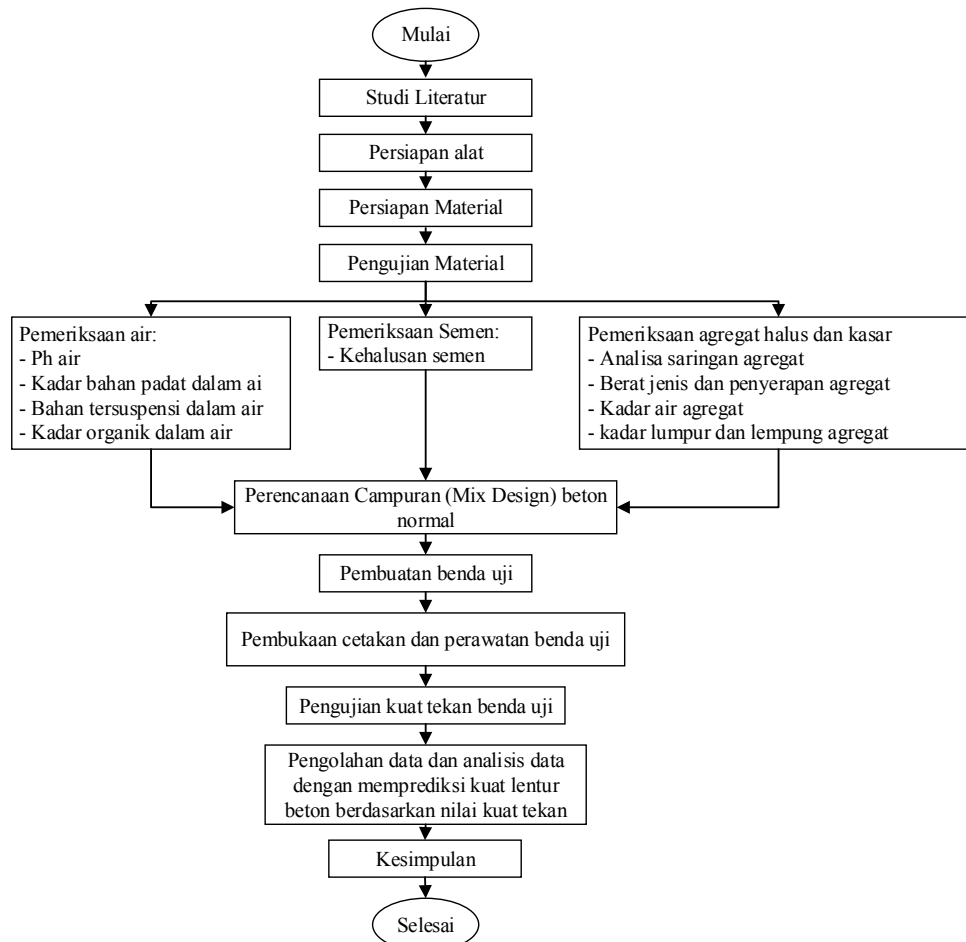 Mulai
Studi Literatur
Persiapan alat
Persiapan Material
Pengujian Material
Pemeriksaan air:
- Ph air
- Kadar bahan padat dalam ai
- Bahan tersuspensi dalam air
- Kadar organik dalam air
Pemeriksaan Semen:
- Kehalusan semen
Pemeriksaan agregat halus dan kasar
- Analisa saringan agregat
- Berat jenis dan penyerapan agregat
- Kadar air agregat
- kadar lumpur dan lempung agregat
Perencanaan Campuran (Mix Design) beton
normal
Pembuatan benda uji
Pembukaan cetakan dan perawatan benda uji
Pengujian kuat tekan benda uji
Pengolahan data dan analisis data
dengan memprediksi kuat lentur
beton berdasarkan nilai kuat tekan
Kesimpulan
Selesai